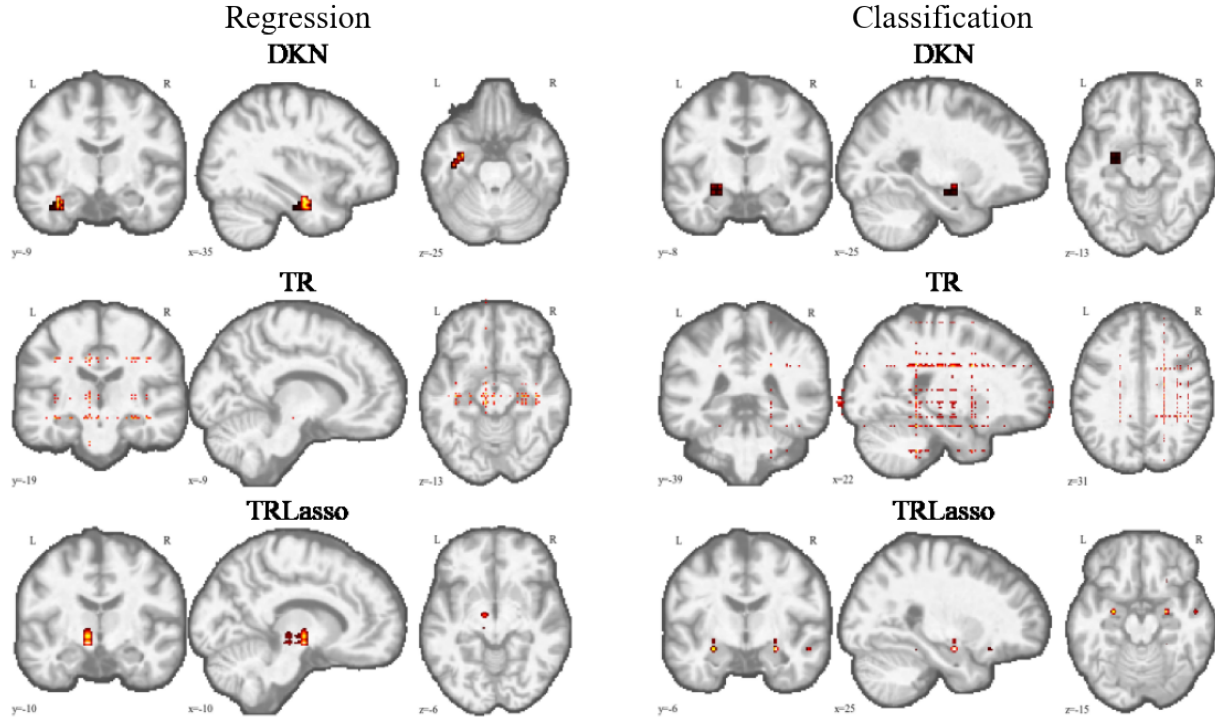 Regression
Classification
DKN
DKN
L R
L R
y=-9 x=-35 z=-25
y=-8 x=-25 z=-13
TR
TR
L R
L R
y=-19 x=-9 z=-13
y=-39 x=22 z=31
TRLasso
TRLasso
L R
L R
y=-10 x=-10 z=-6
y=-6 x=25 z=-15